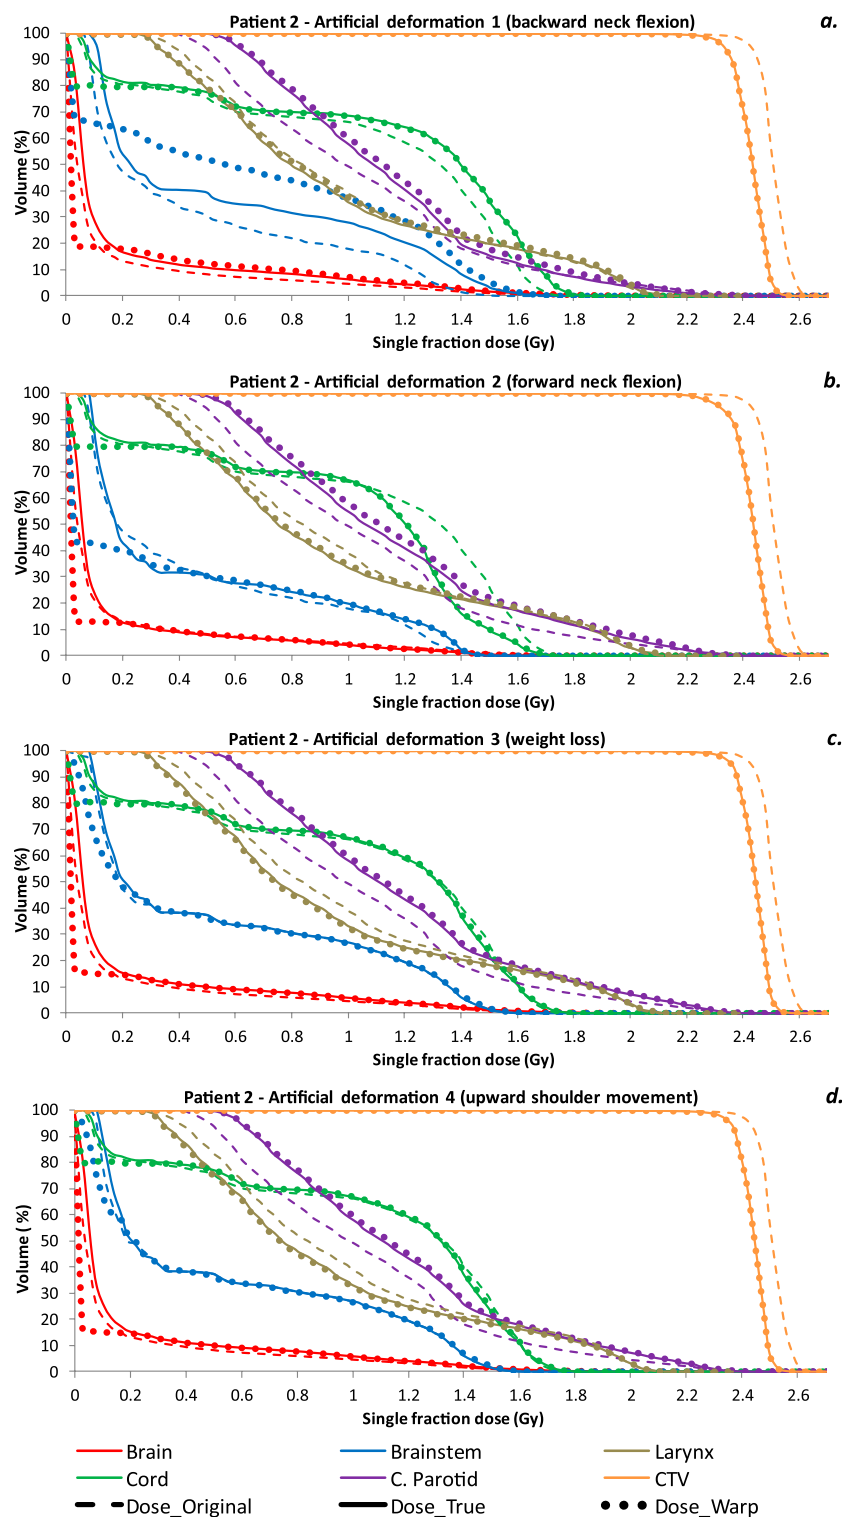 Patient 2 - Artificial deformation 1 (backward neck flexion)
a.
100
90
80
70
60
50
40
30
20
10
0
Volume (%)
0 0.2 0.4 0.6 0.8 1 1.2 1.4 1.6 1.8 2 2.2 2.4 2.6
Single fraction dose (Gy)
Patient 2 - Artificial deformation 2 (forward neck flexion)
b.
100
90
80
70
60
50
40
30
20
10
0
Volume (%)
0 0.2 0.4 0.6 0.8 1 1.2 1.4 1.6 1.8 2 2.2 2.4 2.6
Single fraction dose (Gy)
Patient 2 - Artificial deformation 3 (weight loss)
c.
100
90
80
70
60
50
40
30
20
10
0
Volume (%)
0 0.2 0.4 0.6 0.8 1 1.2 1.4 1.6 1.8 2 2.2 2.4 2.6
Single fraction dose (Gy)
Patient 2 - Artificial deformation 4 (upward shoulder movement)
d.
100
90
80
70
60
50
40
30
20
10
0
Volume ( %)
0 0.2 0.4 0.6 0.8 1 1.2 1.4 1.6 1.8 2 2.2 2.4 2.6
Single fraction dose (Gy)
Brain Brainstem Larynx
Cord C. Parotid CTV
Dose_Original Dose_True Dose_Warp